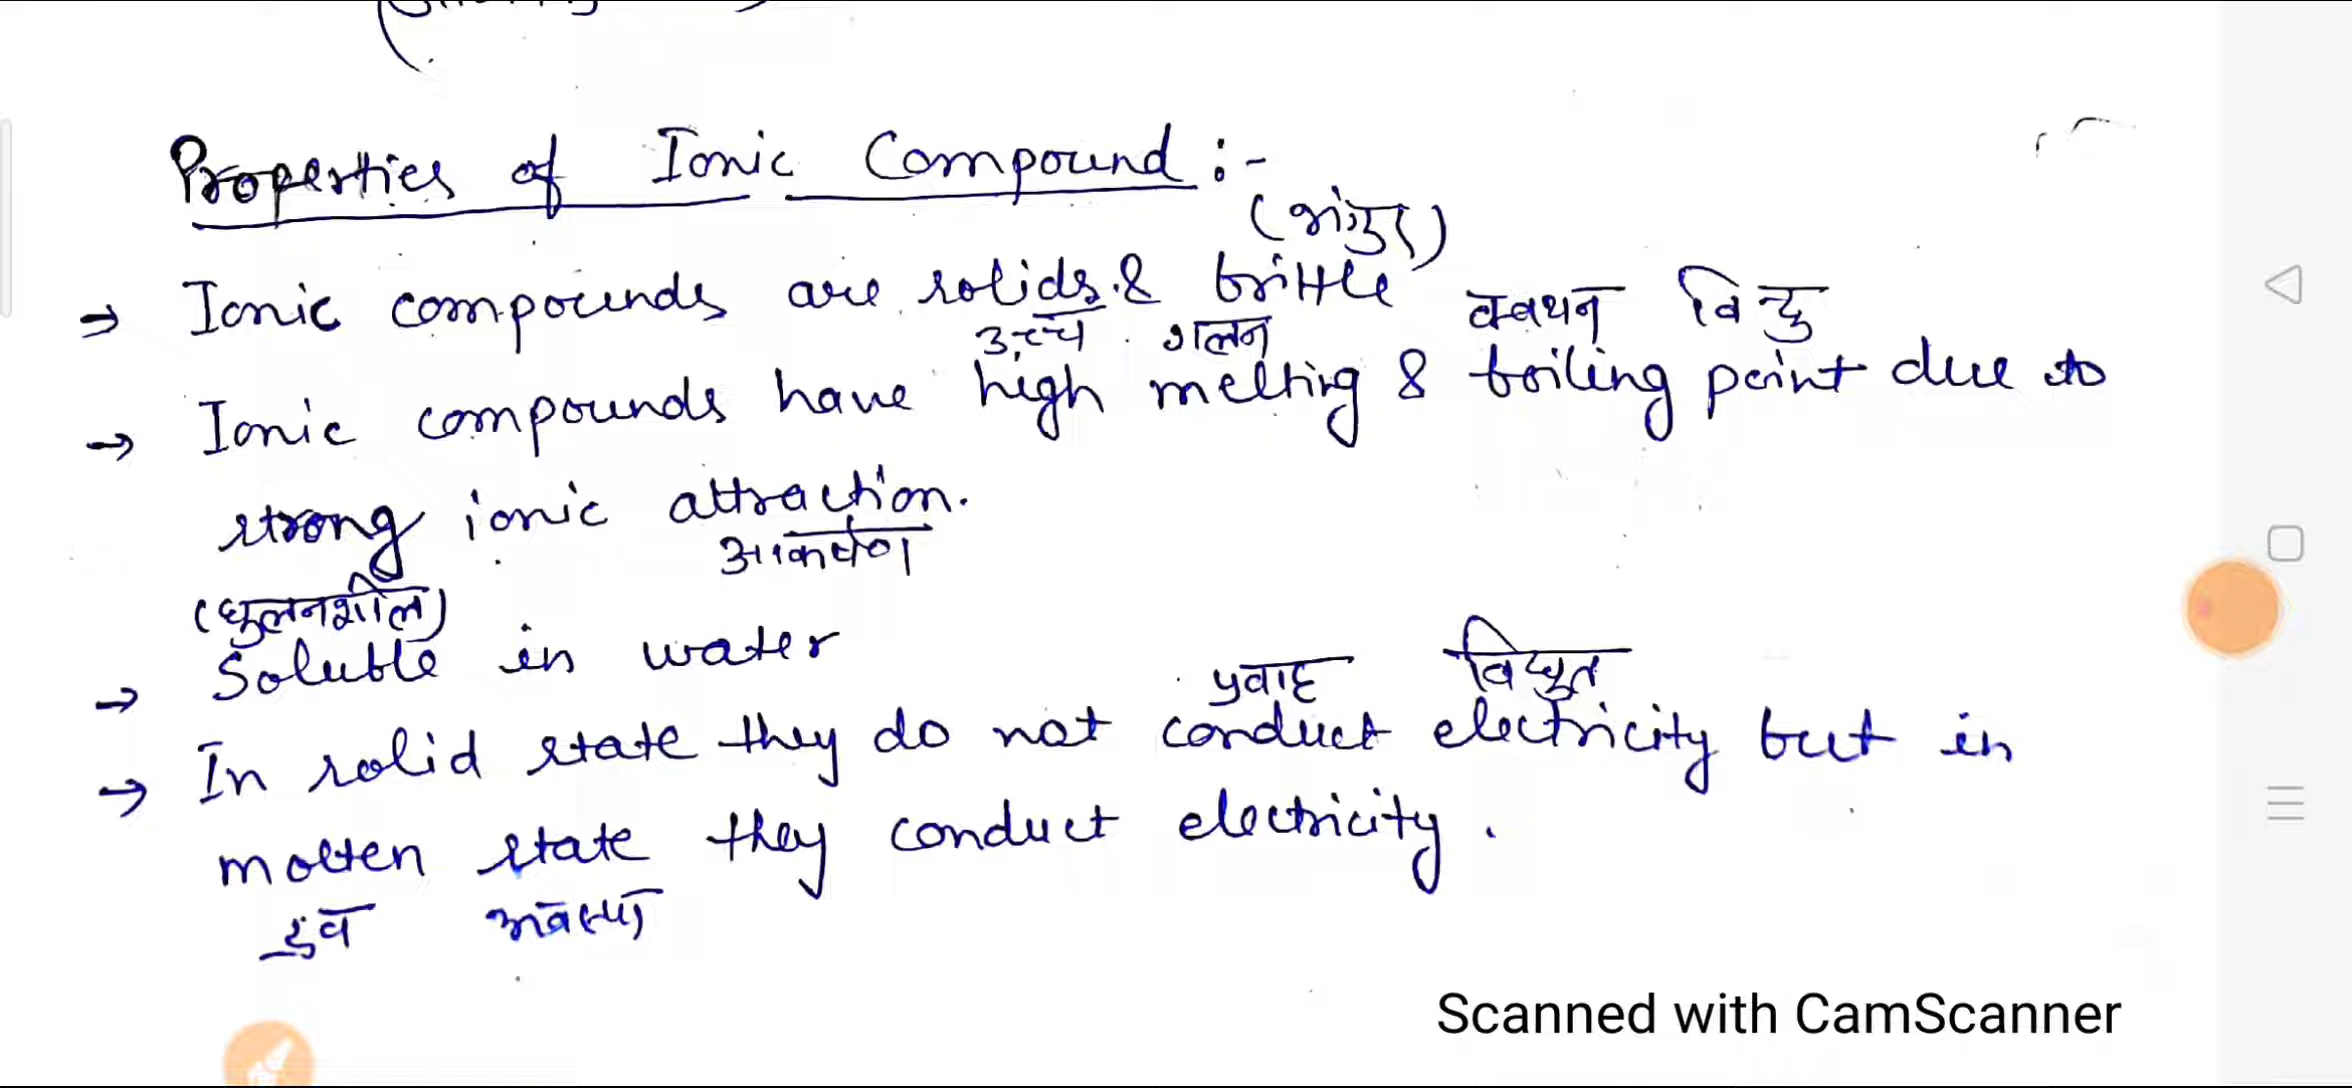 Properties of Ionic Compound :-
(भंगुर)
→ Ionic compounds are solids & brittle
उच्च गलन क्वथन विन्दु
→ Ionic compounds have high melting & boiling point due to
strong ionic attraction.
आकर्षण
(घुलनशील)
→ Soluble in water
प्रवाह विद्युत
→ In solid state they do not conduct electricity but in
molten state they conduct electricity.
द्रव अवस्था
Scanned with CamScanner